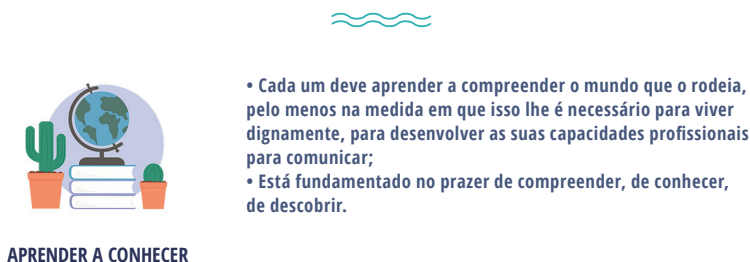 • Cada um deve aprender a compreender o mundo que o rodeia,
pelo menos na medida em que isso lhe é necessário para viver
dignamente, para desenvolver as suas capacidades profissionais
para comunicar;
• Está fundamentado no prazer de compreender, de conhecer,
de descobrir.
APRENDER A CONHECER